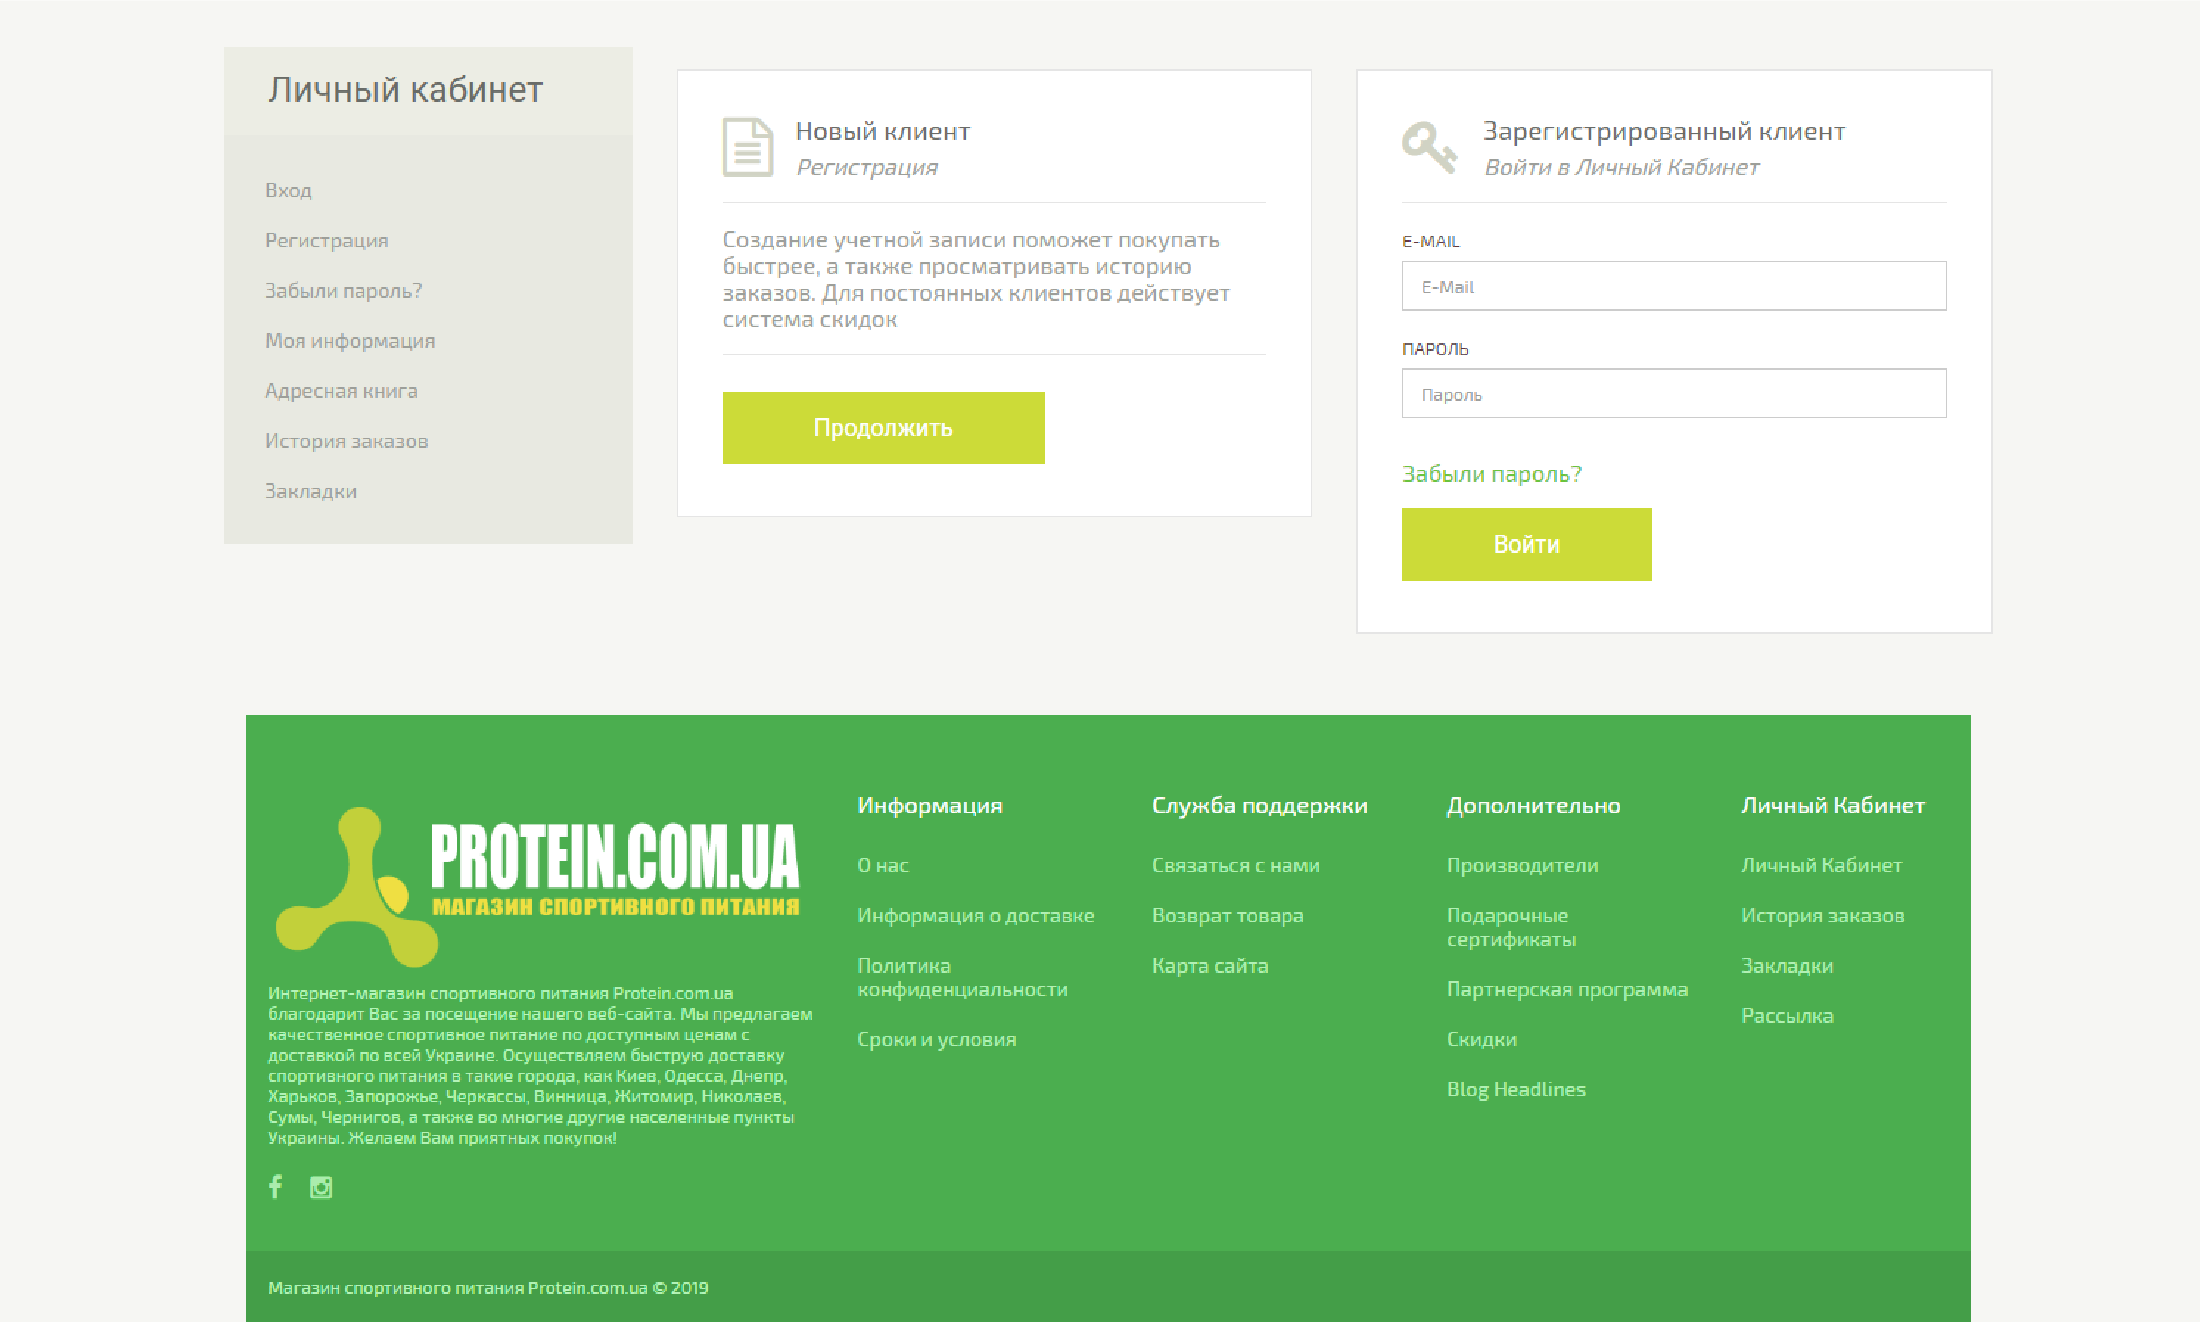 Личный кабинет
Вход
Регистрация
Забыли пароль?
Моя информация
Адресная книга
История заказов
Закладки
Новый клиент
Регистрация
Создание учетной записи поможет покупать
быстрее, а также просматривать историю
заказов. Для постоянных клиентов действует
система скидок
Продолжить
Зарегистрированный клиент
Войти в Личный Кабинет
E-MAIL
E-Mail
ПАРОЛЬ
Пароль
Забыли пароль?
Войти
PROTEIN.COM.UA
МАГАЗИН СПОРТИВНОГО ПИТАНИЯ
Интернет-магазин спортивного питания Protein.com.ua
благодарит Вас за посещение нашего веб-сайта. Мы предлагаем
качественное спортивное питание по доступным ценам с
доставкой по всей Украине. Осуществляем быструю доставку
спортивного питания в такие города, как Киев, Одесса, Днепр,
Харьков, Запорожье, Черкассы, Винница, Житомир, Николаев,
Сумы, Чернигов, а также во многие другие населенные пункты
Украины. Желаем Вам приятных покупок!
Информация
О нас
Информация о доставке
Политика
конфиденциальности
Сроки и условия
Служба поддержки
Связаться с нами
Возврат товара
Карта сайта
Дополнительно
Производители
Подарочные
сертификаты
Партнерская программа
Скидки
Blog Headlines
Личный Кабинет
Личный Кабинет
История заказов
Закладки
Рассылка
Магазин спортивного питания Protein.com.ua © 2019